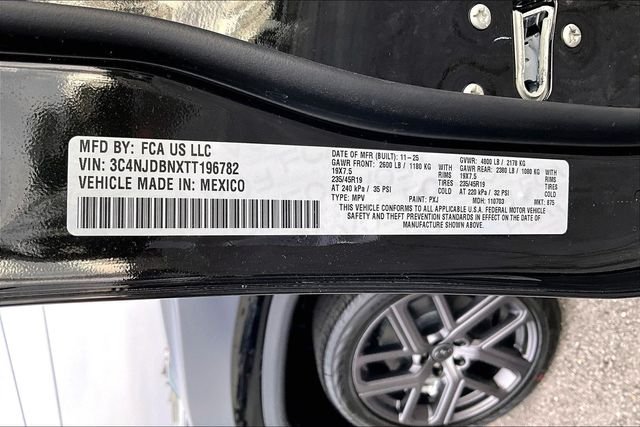 MFD BY: FCA US LLC
VIN: 3C4NJDBNXTT196782
VEHICLE MADE IN: MEXICO
DATE OF MFR (BUILT): 11-25 GVWR: 4800 LB / 2178 KG
GAWR FRONT: 2600 LB / 1180 KG WITH GAWR REAR: 2380 LB / 1080 KG WITH
19X7.5 RIMS 19X7.5 RIMS
235/45R19 TIRES 235/45R19 TIRES
AT 240 kPa / 35 PSI AT 220 kPa / 32 PSI
TYPE: MPV PAINT: PXJ MDH: 110703 MKT: 875
THIS VEHICLE CONFORMS TO ALL APPLICABLE U.S.A. FEDERAL MOTOR VEHICLE
SAFETY AND THEFT PREVENTION STANDARDS IN EFFECT ON THE DATE OF
MANUFACTURE SHOWN ABOVE.